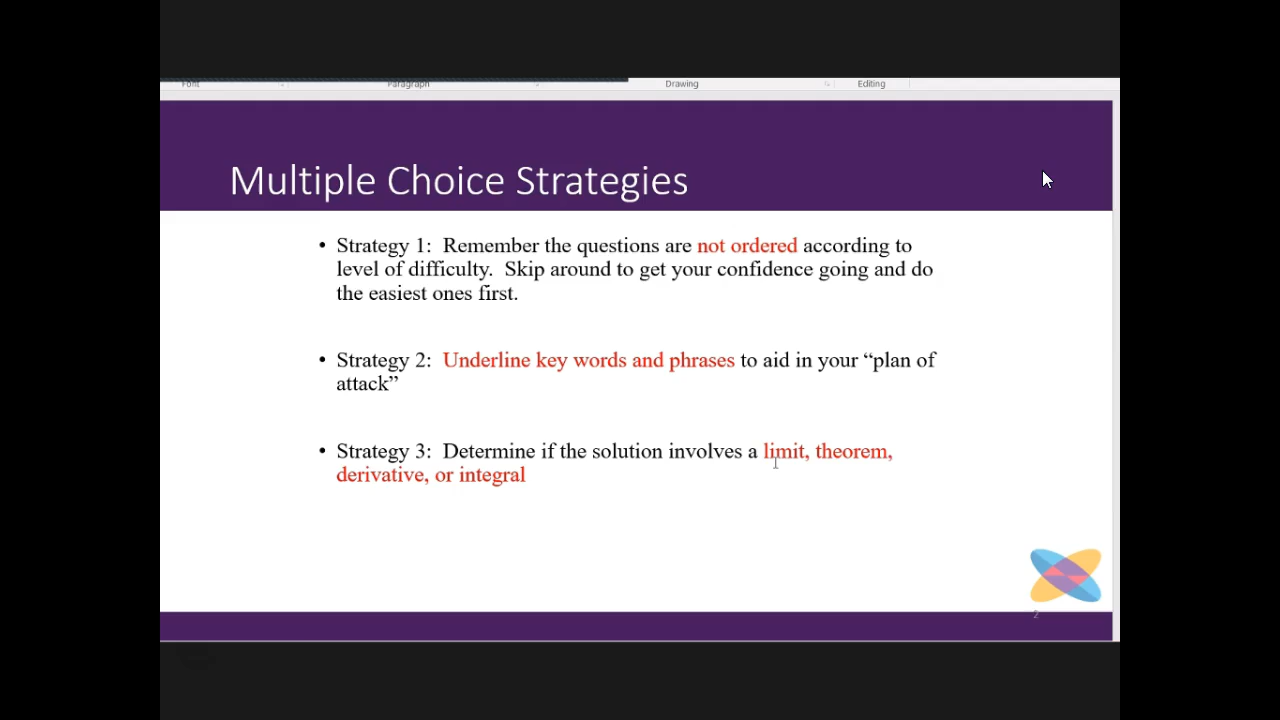 Font Paragraph Drawing Editing
Multiple Choice Strategies
• Strategy 1: Remember the questions are not ordered according to
level of difficulty. Skip around to get your confidence going and do
the easiest ones first.
• Strategy 2: Underline key words and phrases to aid in your “plan of
attack”
• Strategy 3: Determine if the solution involves a limit, theorem,
derivative, or integral
2